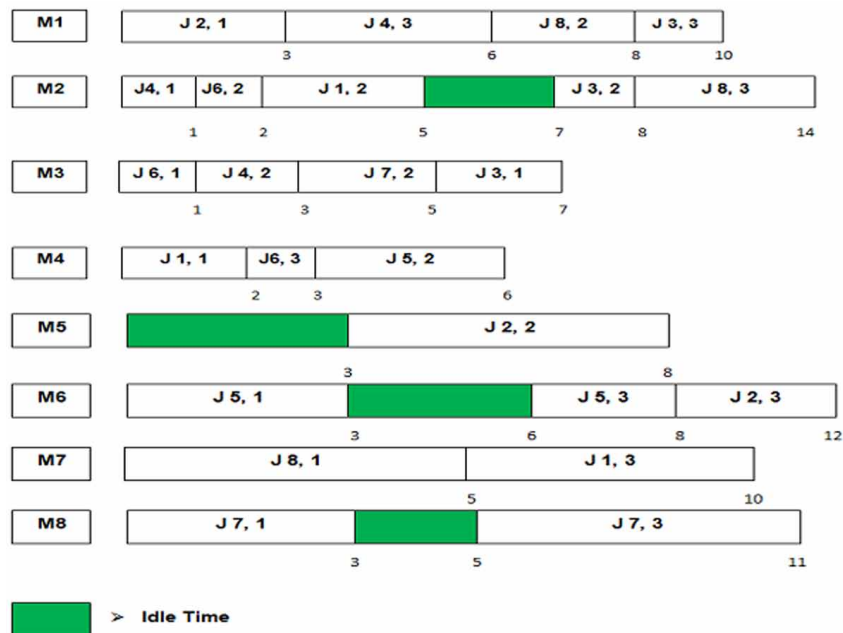 M1 J 2, 1 J 4, 3 J 8, 2 J 3, 3
3 6 8 10
M2 J4, 1 J6, 2 J 1, 2 J 3, 2 J 8, 3
1 2 5 7 8 14
M3 J 6, 1 J 4, 2 J 7, 2 J 3, 1
1 3 5 7
M4 J 1, 1 J6, 3 J 5, 2
2 3 6
M5 J 2, 2
3 8
M6 J 5, 1 J 5, 3 J 2, 3
3 6 8 12
M7 J 8, 1 J 1, 3
5 10
M8 J 7, 1 J 7, 3
3 5 11
➢ Idle Time